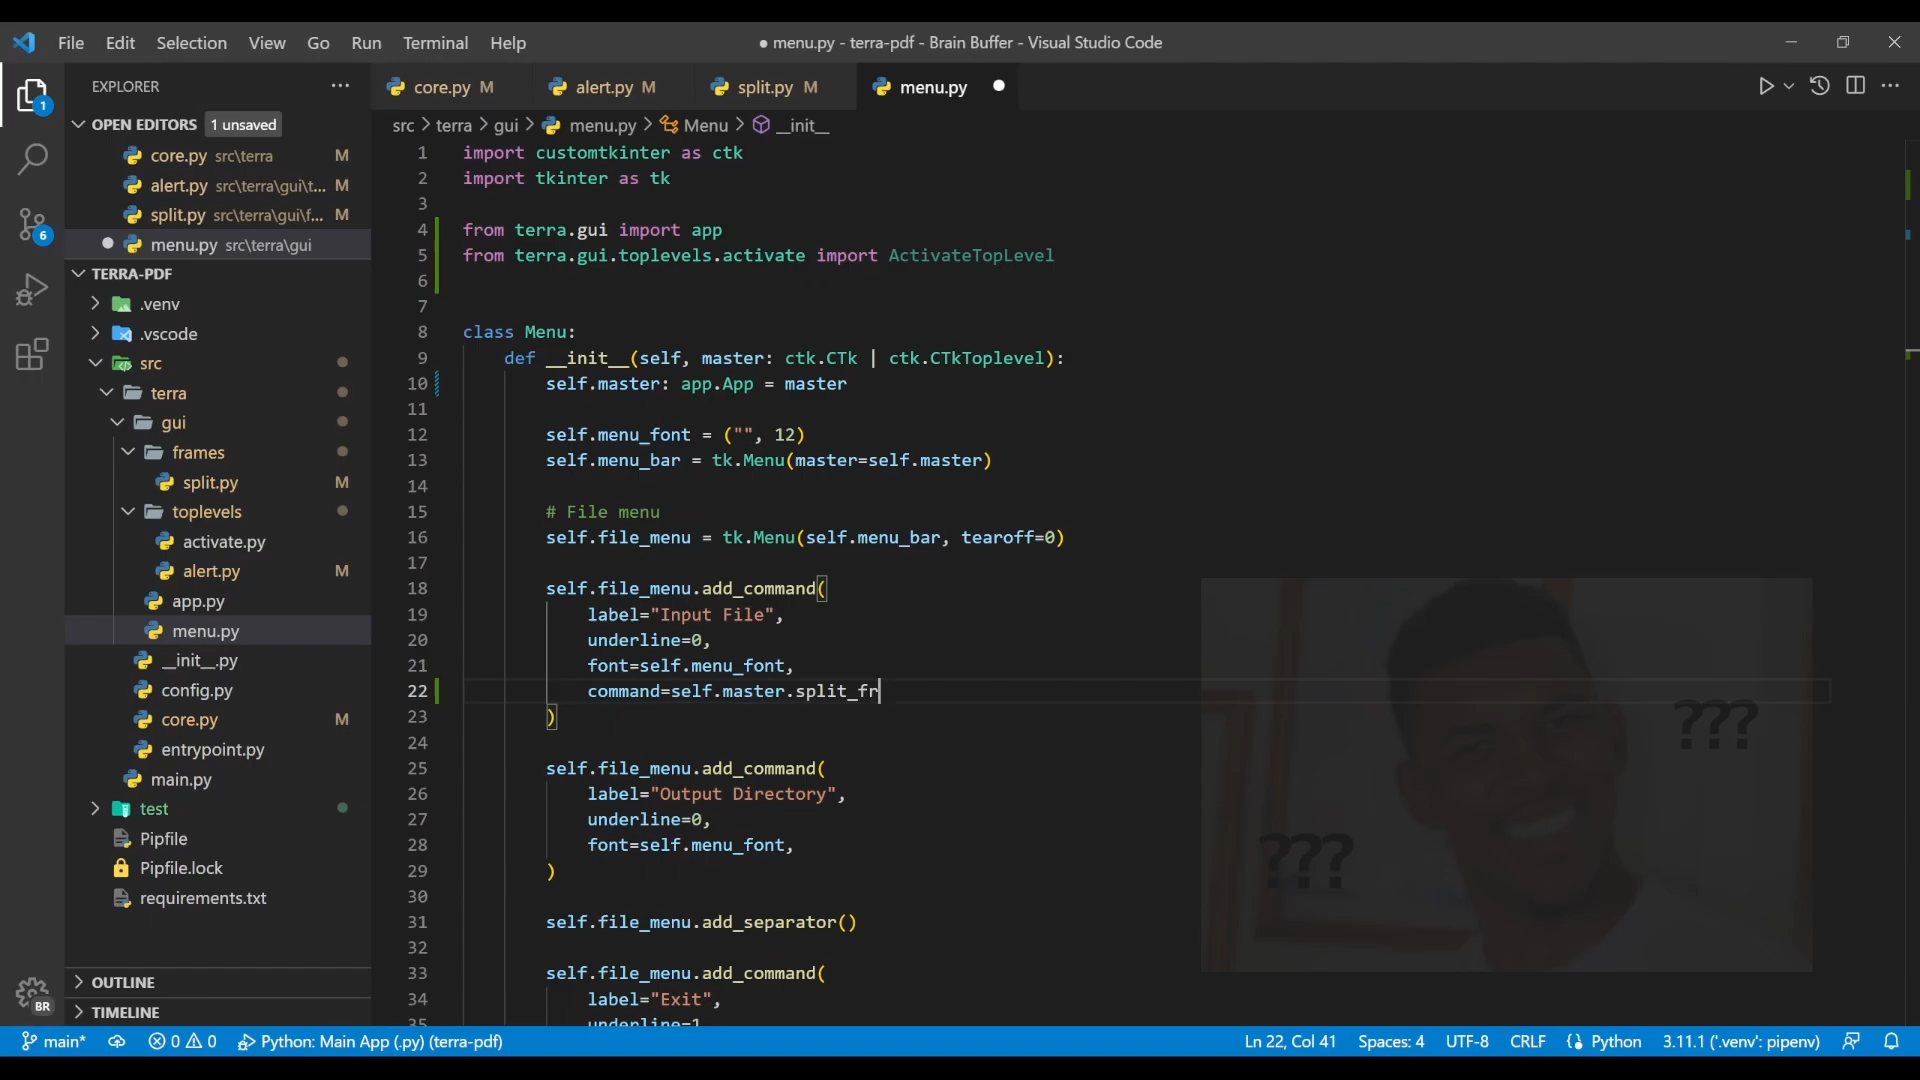 File Edit Selection View Go Run Terminal Help
● menu.py - terra-pdf - Brain Buffer - Visual Studio Code
EXPLORER
core.py M
alert.py M
split.py M
menu.py
OPEN EDITORS
1 unsaved
core.py src\terra M
alert.py src\terra\gui\t... M
split.py src\terra\gui\f... M
menu.py src\terra\gui
TERRA-PDF
.venv
.vscode
src
terra
gui
frames
split.py M
toplevels
activate.py
alert.py M
app.py
menu.py
__init__.py
config.py
core.py M
entrypoint.py
main.py
test
Pipfile
Pipfile.lock
requirements.txt
OUTLINE
TIMELINE
1
6
BR
src > terra > gui > menu.py > Menu > __init__
1 import customtkinter as ctk
2 import tkinter as tk
3
4 from terra.gui import app
5 from terra.gui.toplevels.activate import ActivateTopLevel
6
7
8 class Menu:
9 def __init__(self, master: ctk.CTk | ctk.CTkToplevel):
10 self.master: app.App = master
11
12 self.menu_font = ("", 12)
13 self.menu_bar = tk.Menu(master=self.master)
14
15 # File menu
16 self.file_menu = tk.Menu(self.menu_bar, tearoff=0)
17
18 self.file_menu.add_command(
19 label="Input File",
20 underline=0,
21 font=self.menu_font,
22 command=self.master.split_fr
23 )
24
25 self.file_menu.add_command(
26 label="Output Directory",
27 underline=0,
28 font=self.menu_font,
29 )
30
31 self.file_menu.add_separator()
32
33 self.file_menu.add_command(
34 label="Exit",
35 underline=1
???
???
main* 0 0 Python: Main App (.py) (terra-pdf) Ln 22, Col 41 Spaces: 4 UTF-8 CRLF Python 3.11.1 ('.venv': pipenv)